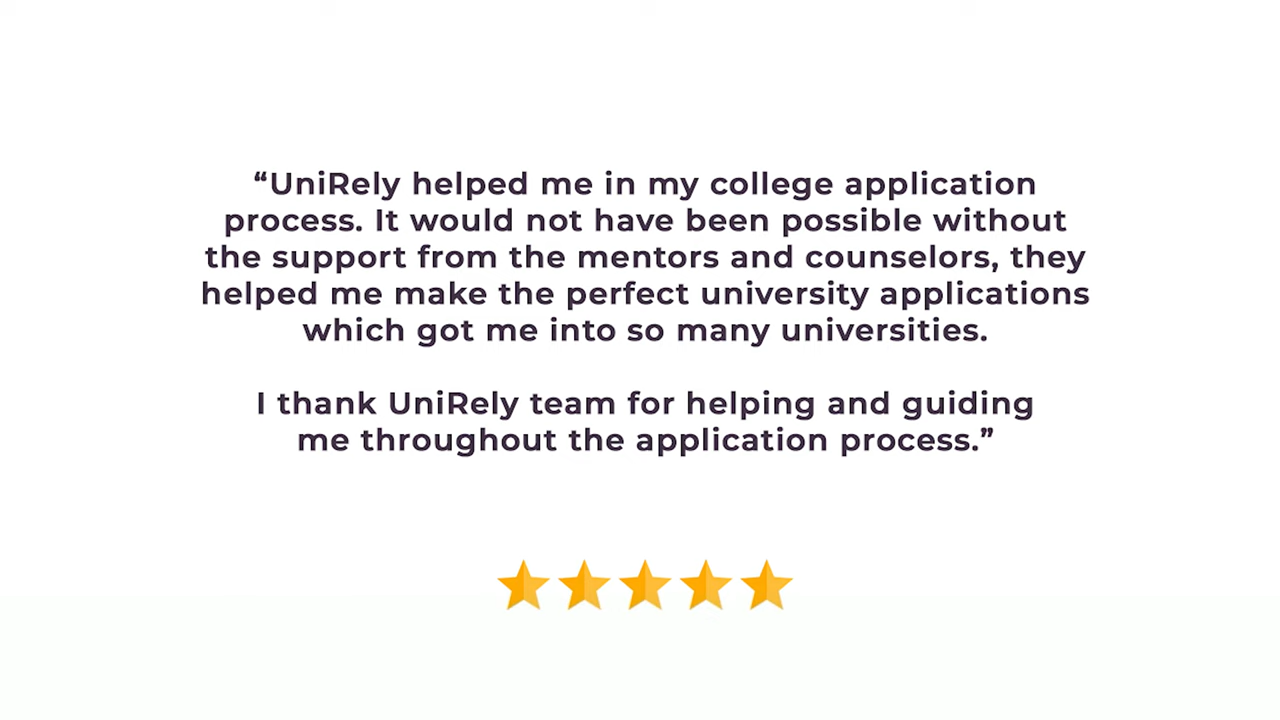 “UniRely helped me in my college application
process. It would not have been possible without
the support from the mentors and counselors, they
helped me make the perfect university applications
which got me into so many universities.
I thank UniRely team for helping and guiding
me throughout the application process.”